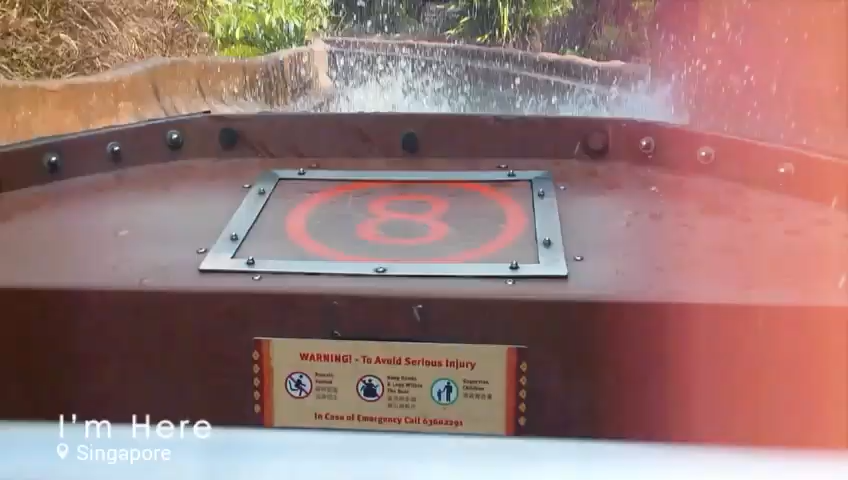 8
WARNING! - To Avoid Serious Injury
Remain
Seated
Keep Hands
& Legs Within
The Boat
Supervise
Children
In Case of Emergency Call 63602291
I'm Here
Singapore